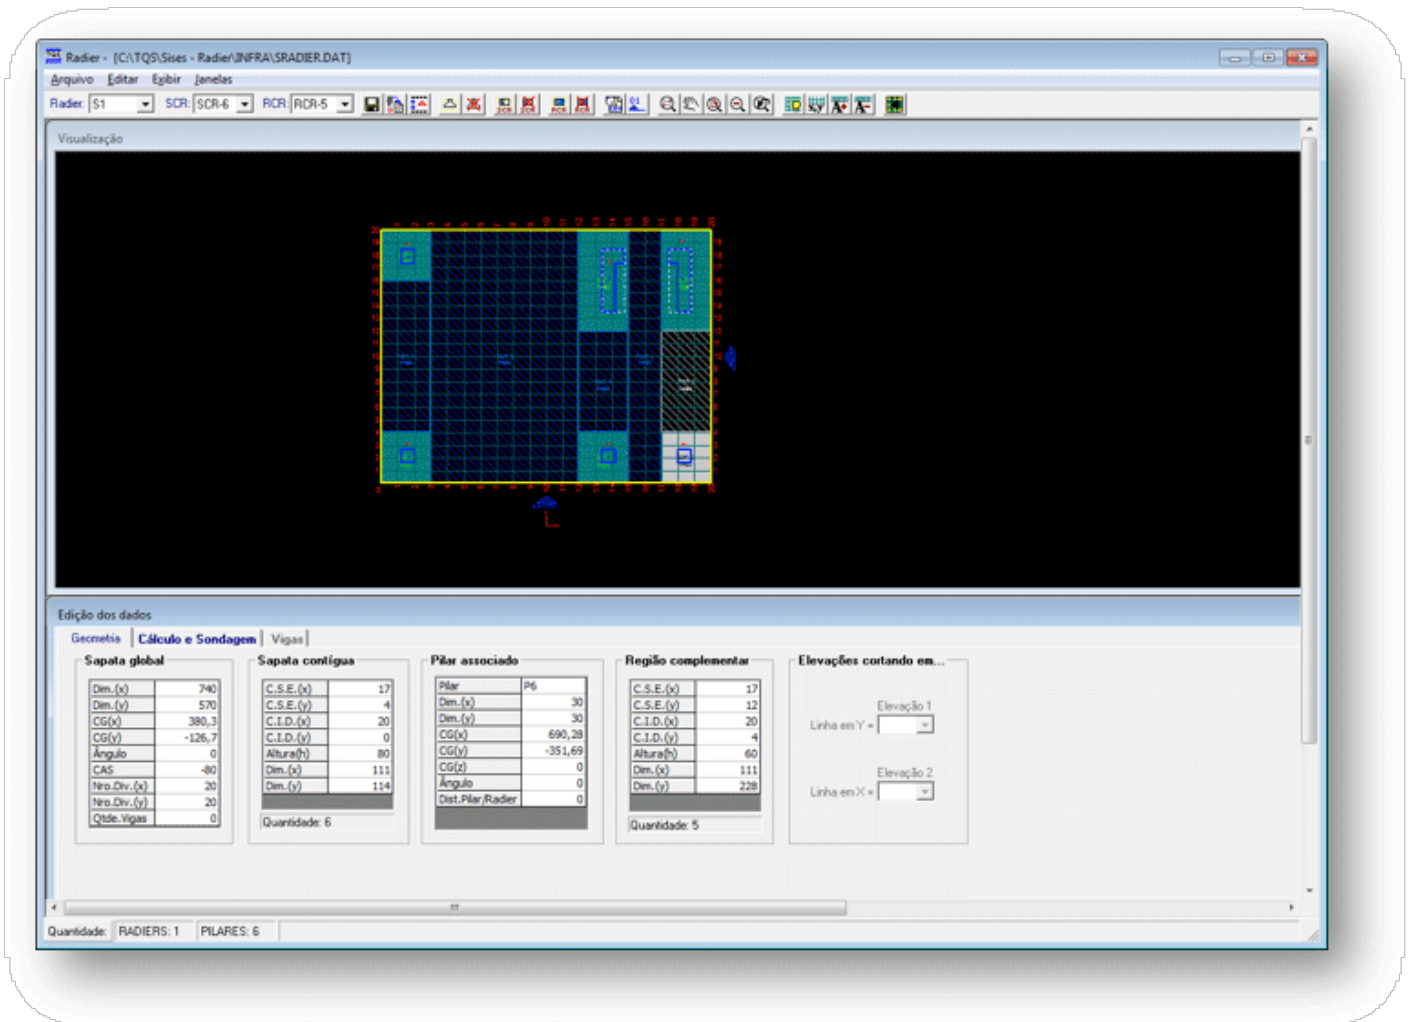 Radier - [C:\TQS\Sises - Radier\INFRA\SRADIER.DAT]
Arquivo Editar Exibir Janelas
Radier: S1 SCR: SCR-6 RCR: RCR-5
Visualização
Edição dos dados
Geometria Cálculo e Sondagem Vigas
Sapata global
Dim.(x) 740
Dim.(y) 570
CG(x) 380,3
CG(y) -126,7
Ângulo 0
CAS -80
Nro.Div.(x) 20
Nro.Div.(y) 20
Qtde.Vigas 0
Sapata contígua
C.S.E.(x) 17
C.S.E.(y) 4
C.I.D.(x) 20
C.I.D.(y) 0
Altura(h) 80
Dim.(x) 111
Dim.(y) 114
Quantidade: 6
Pilar associado
Pilar P6
Dim.(x) 30
Dim.(y) 30
CG(x) 690,28
CG(y) -351,69
CG(z) 0
Ângulo 0
Dist.Pilar/Radier 0
Região complementar
C.S.E.(x) 17
C.S.E.(y) 12
C.I.D.(x) 20
C.I.D.(y) 4
Altura(h) 60
Dim.(x) 111
Dim.(y) 228
Quantidade: 5
Elevações cortando em...
Elevação 1
Linha em Y =
Elevação 2
Linha em X =
Quantidade: RADIERS: 1 PILARES: 6